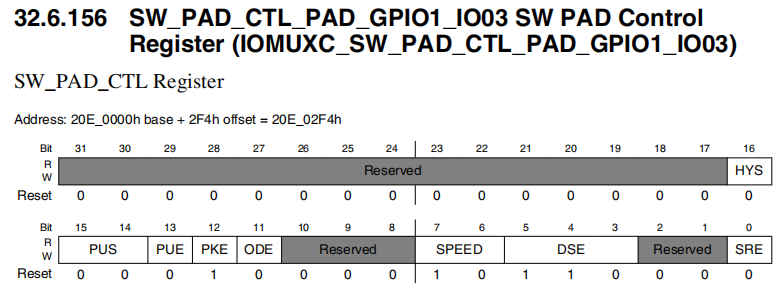 32.6.156 SW_PAD_CTL_PAD_GPIO1_IO03 SW PAD Control
Register (IOMUXC_SW_PAD_CTL_PAD_GPIO1_IO03)
SW_PAD_CTL Register
Address: 20E_0000h base + 2F4h offset = 20E_02F4h
Bit 31 30 29 28 27 26 25 24 23 22 21 20 19 18 17 16
R
Reserved HYS
W
Reset 0 0 0 0 0 0 0 0 0 0 0 0 0 0 0 0
Bit 15 14 13 12 11 10 9 8 7 6 5 4 3 2 1 0
R
PUS PUE PKE ODE Reserved SPEED DSE Reserved SRE
W
Reset 0 0 0 1 0 0 0 0 1 0 1 1 0 0 0 0